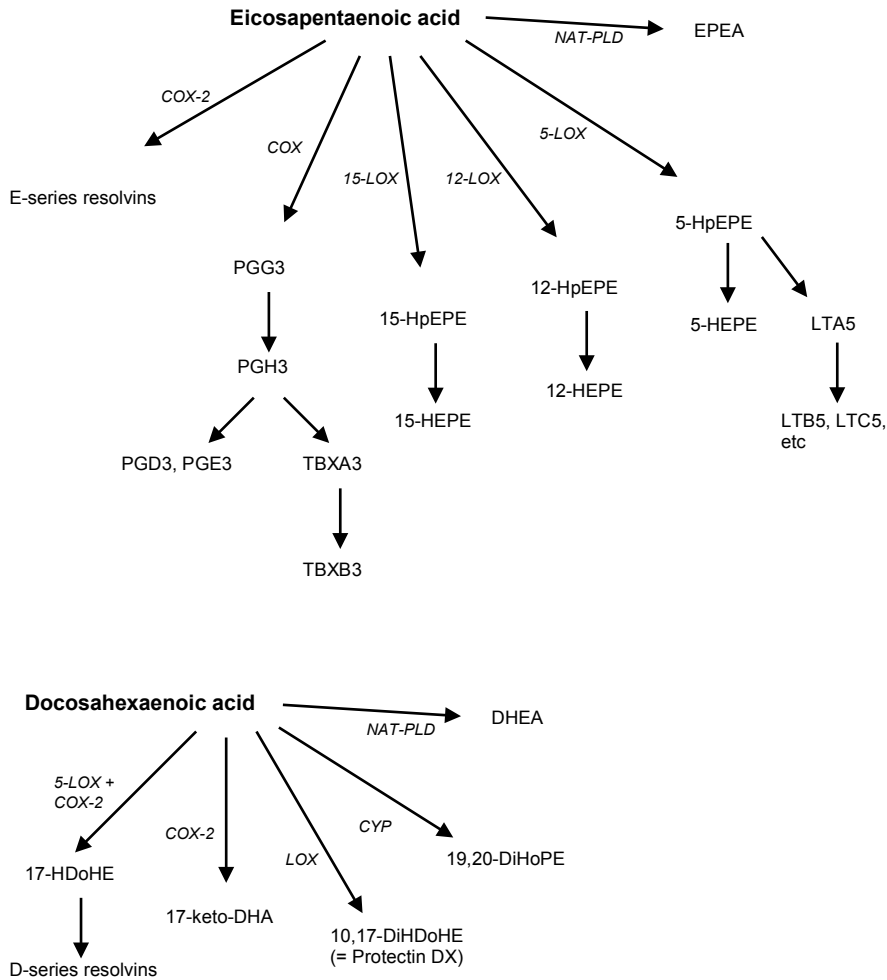 Eicosapentaenoic acid
NAT-PLD
EPEA
COX-2
COX
15-LOX
12-LOX
5-LOX
E-series resolvins
5-HpEPE
PGG3
12-HpEPE
15-HpEPE
5-HEPE
LTA5
PGH3
12-HEPE
15-HEPE
LTB5, LTC5,
etc
PGD3, PGE3
TBXA3
TBXB3
Docosahexaenoic acid
NAT-PLD
DHEA
5-LOX +
COX-2
COX-2
LOX
CYP
19,20-DiHoPE
17-HDoHE
17-keto-DHA
10,17-DiHDoHE
(= Protectin DX)
D-series resolvins